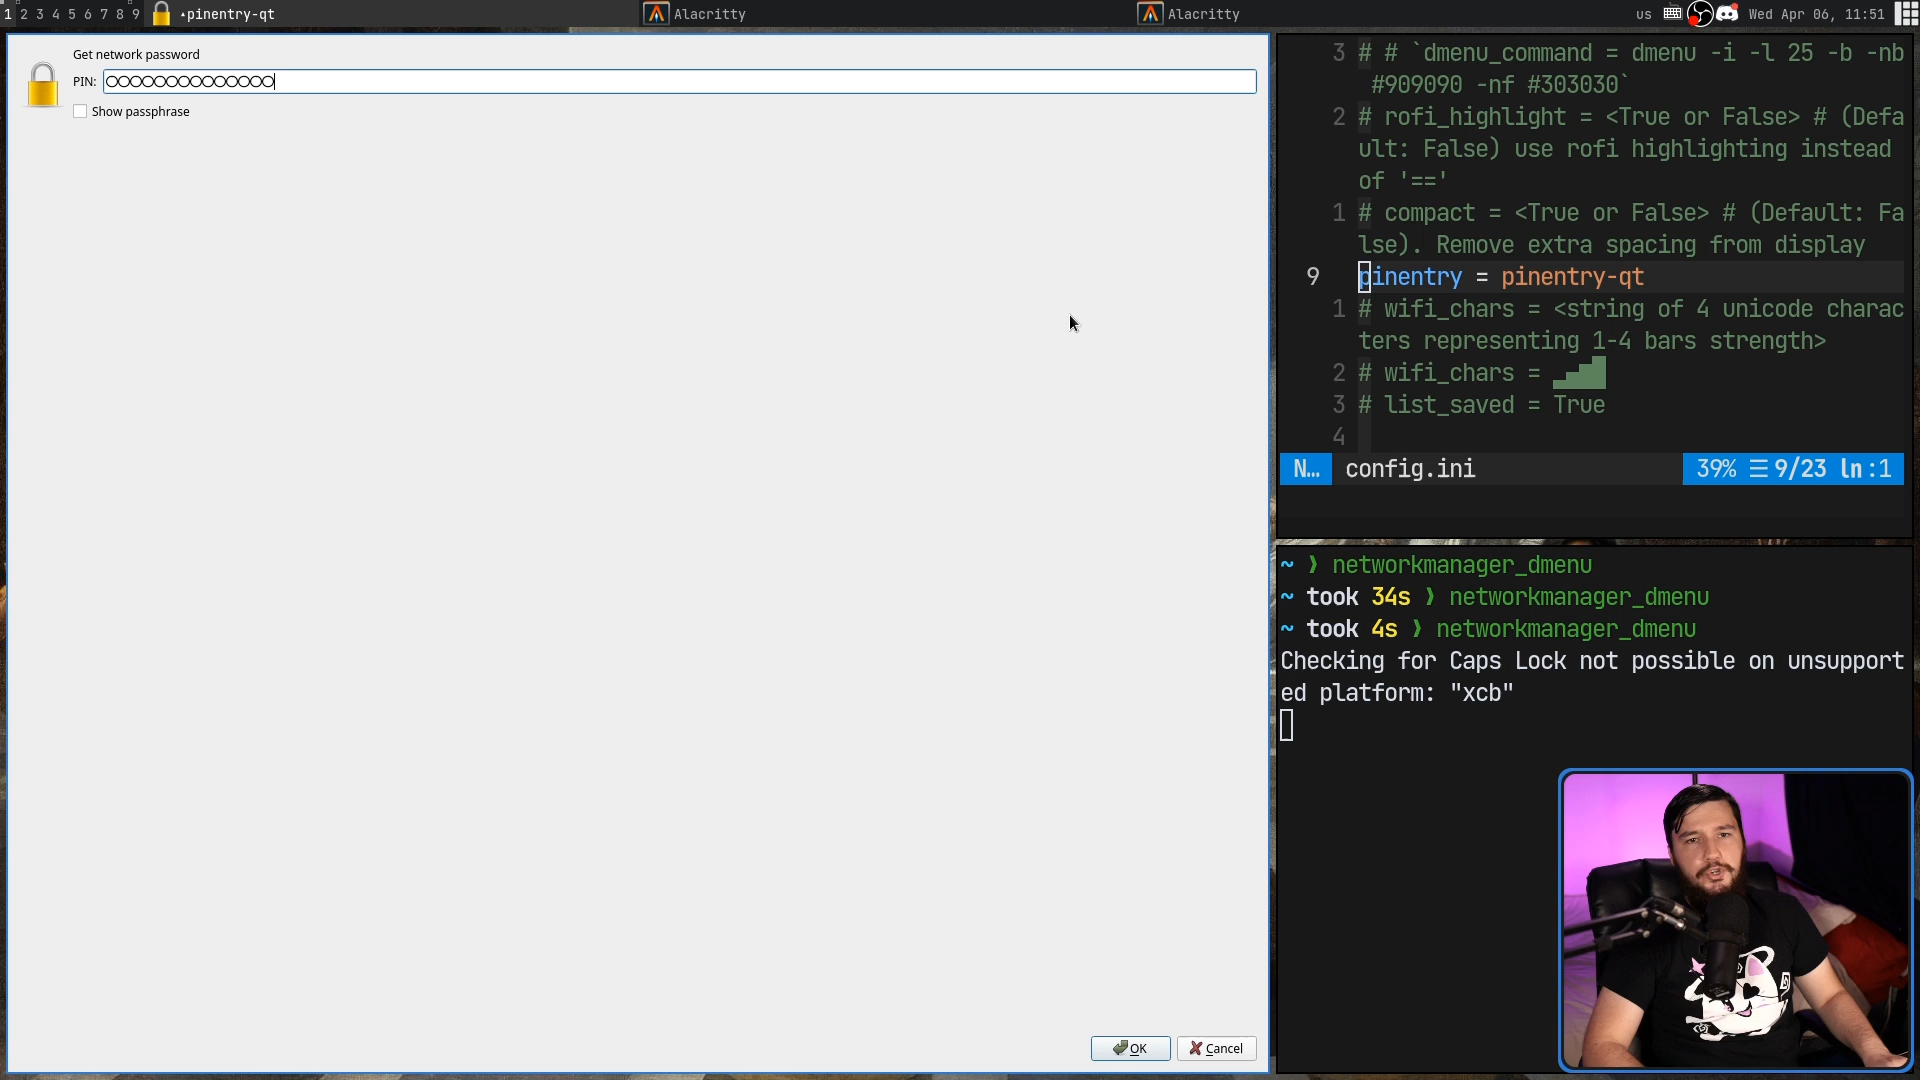 1 2 3 4 5 6 7 8 9 pinentry-qt Alacritty Alacritty us Wed Apr 06, 11:51
Get network password
PIN:
Show passphrase
OK Cancel
3 # # `dmenu_command = dmenu -i -l 25 -b -nb
#909090 -nf #303030`
2 # rofi_highlight = <True or False> # (Defa
ult: False) use rofi highlighting instead
of '=='
1 # compact = <True or False> # (Default: Fa
lse). Remove extra spacing from display
9 pinentry = pinentry-qt
1 # wifi_chars = <string of 4 unicode charac
ters representing 1-4 bars strength>
2 # wifi_chars = ▂▄▆█
3 # list_saved = True
4
N… config.ini 39% ☰ 9/23 ln :1
~ ❯ networkmanager_dmenu
~ took 34s ❯ networkmanager_dmenu
~ took 4s ❯ networkmanager_dmenu
Checking for Caps Lock not possible on unsupport
ed platform: "xcb"